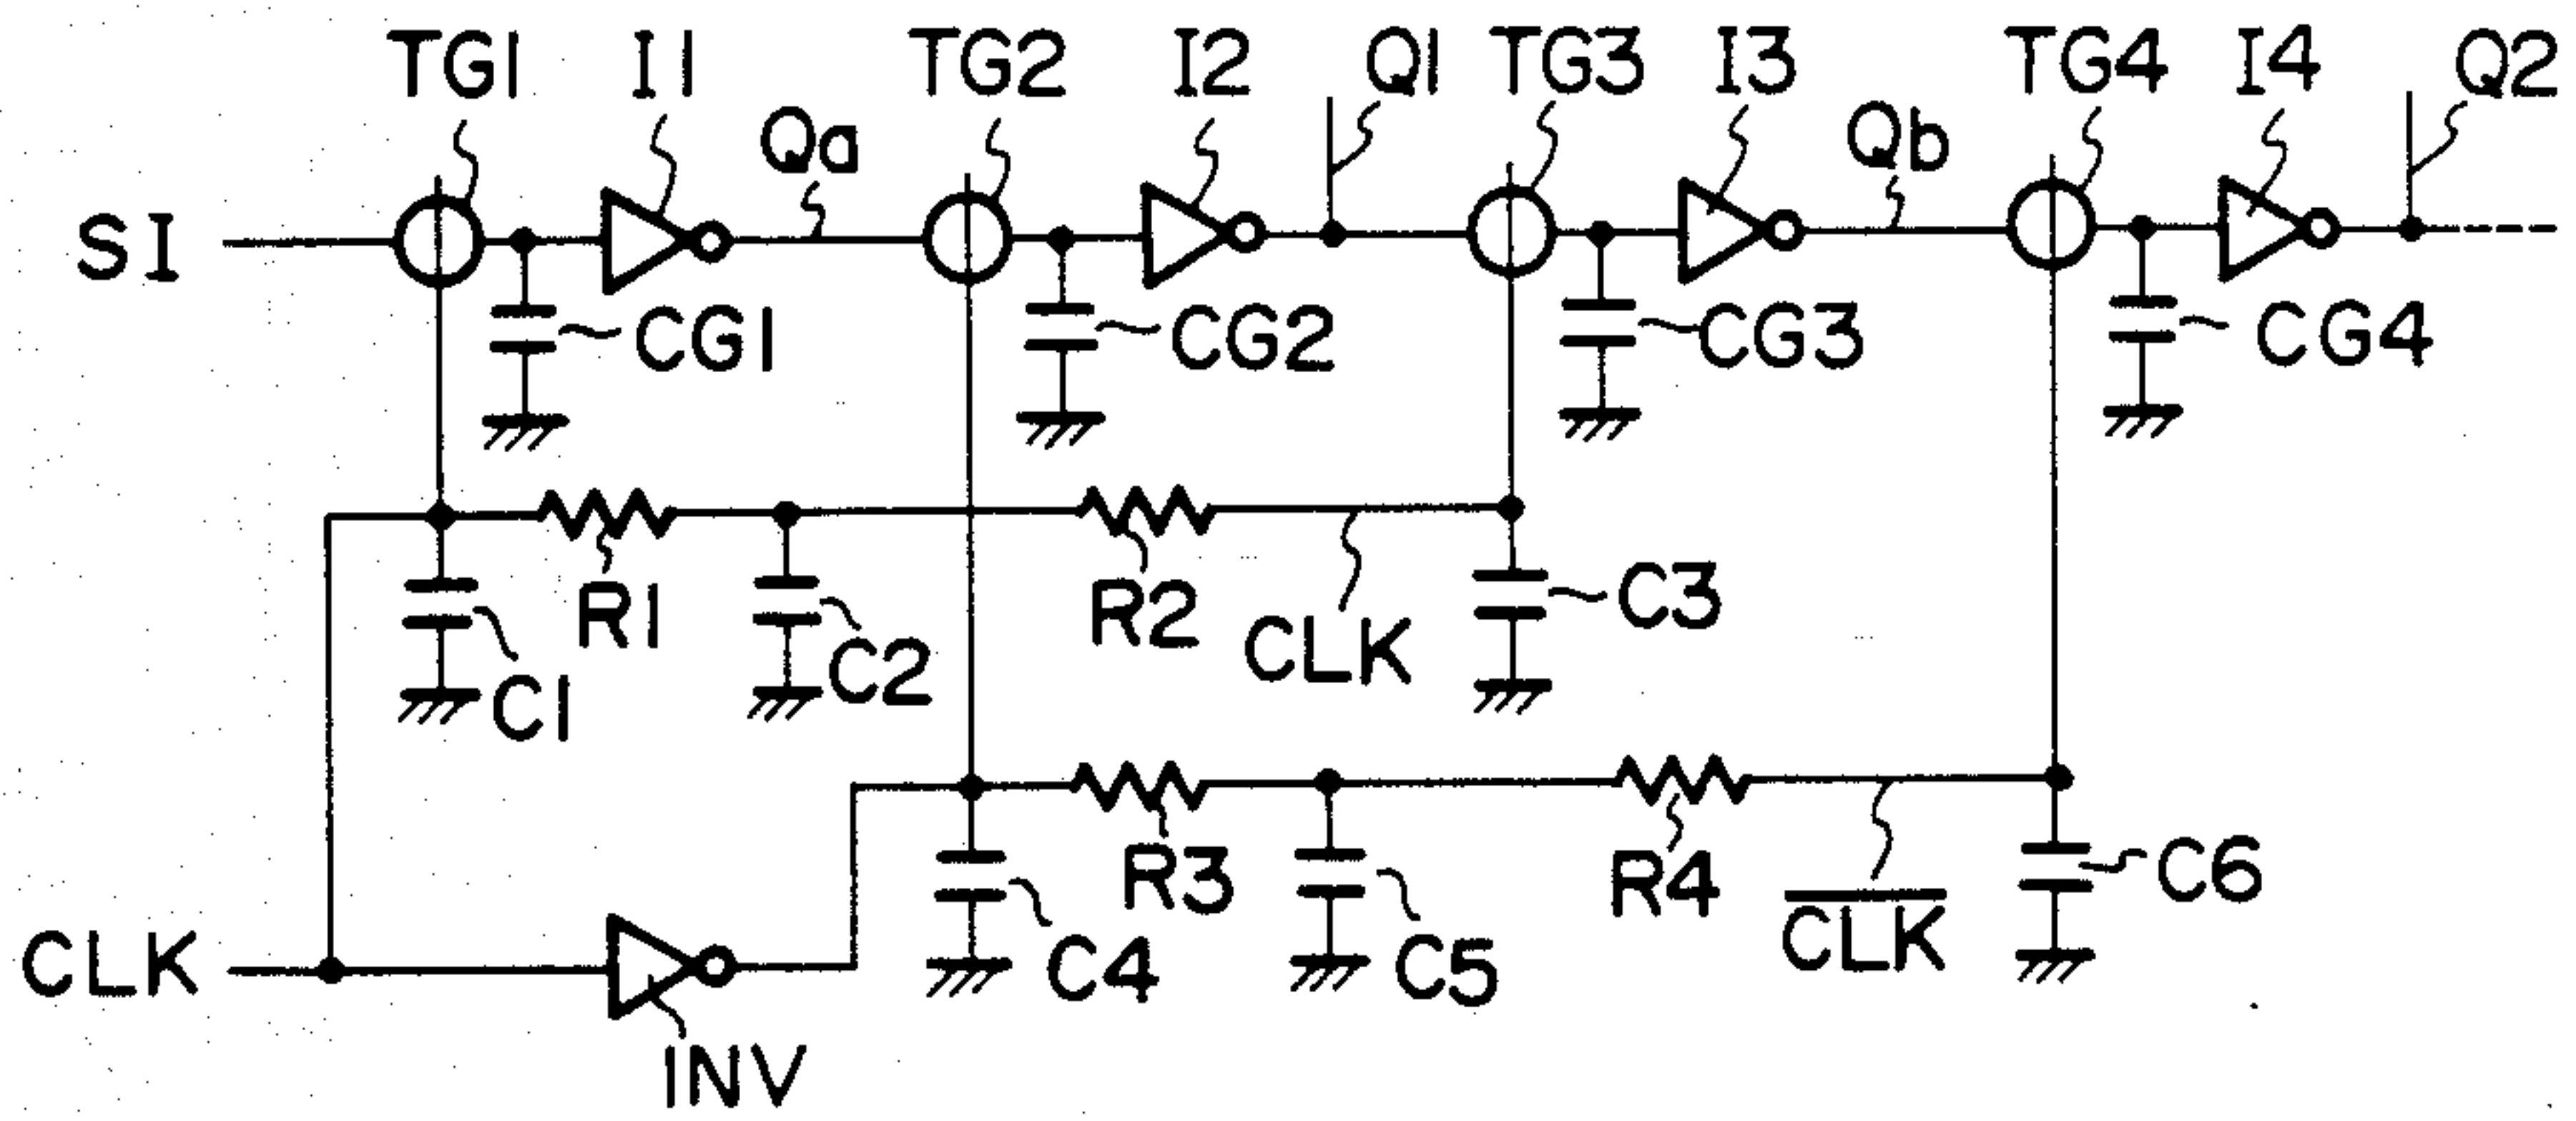 TG1 I1 TG2 I2 Q1 TG3 I3 TG4 I4 Q2
Qa Qb
SI
CG1 CG2 CG3 CG4
R1 R2 C3
C1 C2 CLK
R3 R4 C6
CLK C4 C5 C̅L̅K̅
INV